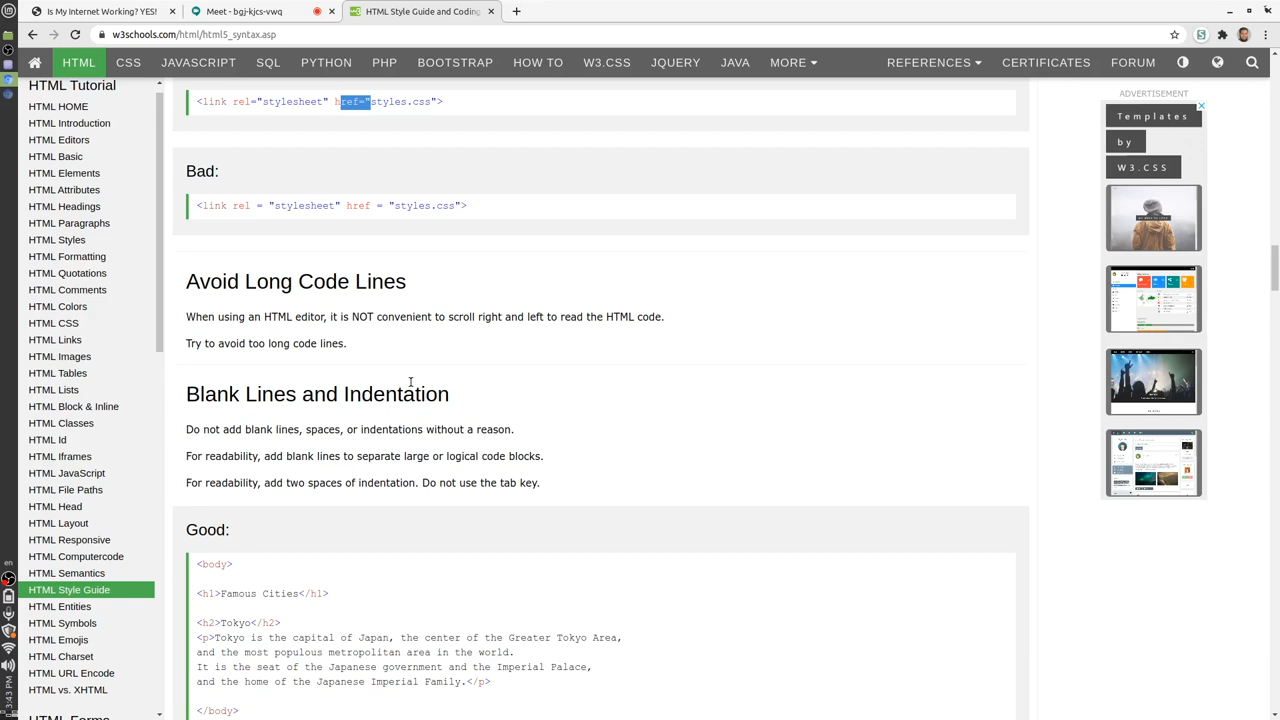 Is My Internet Working? YES!
Meet - bgj-kjcs-vwq
HTML Style Guide and Coding
w3schools.com/html/html5_syntax.asp
HTML
CSS
JAVASCRIPT
SQL
PYTHON
PHP
BOOTSTRAP
HOW TO
W3.CSS
JQUERY
JAVA
MORE
REFERENCES
CERTIFICATES
FORUM
HTML Tutorial
HTML HOME
HTML Introduction
HTML Editors
HTML Basic
HTML Elements
HTML Attributes
HTML Headings
HTML Paragraphs
HTML Styles
HTML Formatting
HTML Quotations
HTML Comments
HTML Colors
HTML CSS
HTML Links
HTML Images
HTML Tables
HTML Lists
HTML Block & Inline
HTML Classes
HTML Id
HTML Iframes
HTML JavaScript
HTML File Paths
HTML Head
HTML Layout
HTML Responsive
HTML Computercode
HTML Semantics
HTML Style Guide
HTML Entities
HTML Symbols
HTML Emojis
HTML Charset
HTML URL Encode
HTML vs. XHTML
HTML Forms
<link rel="stylesheet" href="styles.css">
Bad:
<link rel = "stylesheet" href = "styles.css">
Avoid Long Code Lines
When using an HTML editor, it is NOT convenient to scroll right and left to read the HTML code.
Try to avoid too long code lines.
Blank Lines and Indentation
Do not add blank lines, spaces, or indentations without a reason.
For readability, add blank lines to separate large or logical code blocks.
For readability, add two spaces of indentation. Do not use the tab key.
Good:
<body>
<h1>Famous Cities</h1>
<h2>Tokyo</h2>
<p>Tokyo is the capital of Japan, the center of the Greater Tokyo Area,
and the most populous metropolitan area in the world.
It is the seat of the Japanese government and the Imperial Palace,
and the home of the Japanese Imperial Family.</p>
</body>
ADVERTISEMENT
Templates
by
W3.CSS
en
3:43 PM